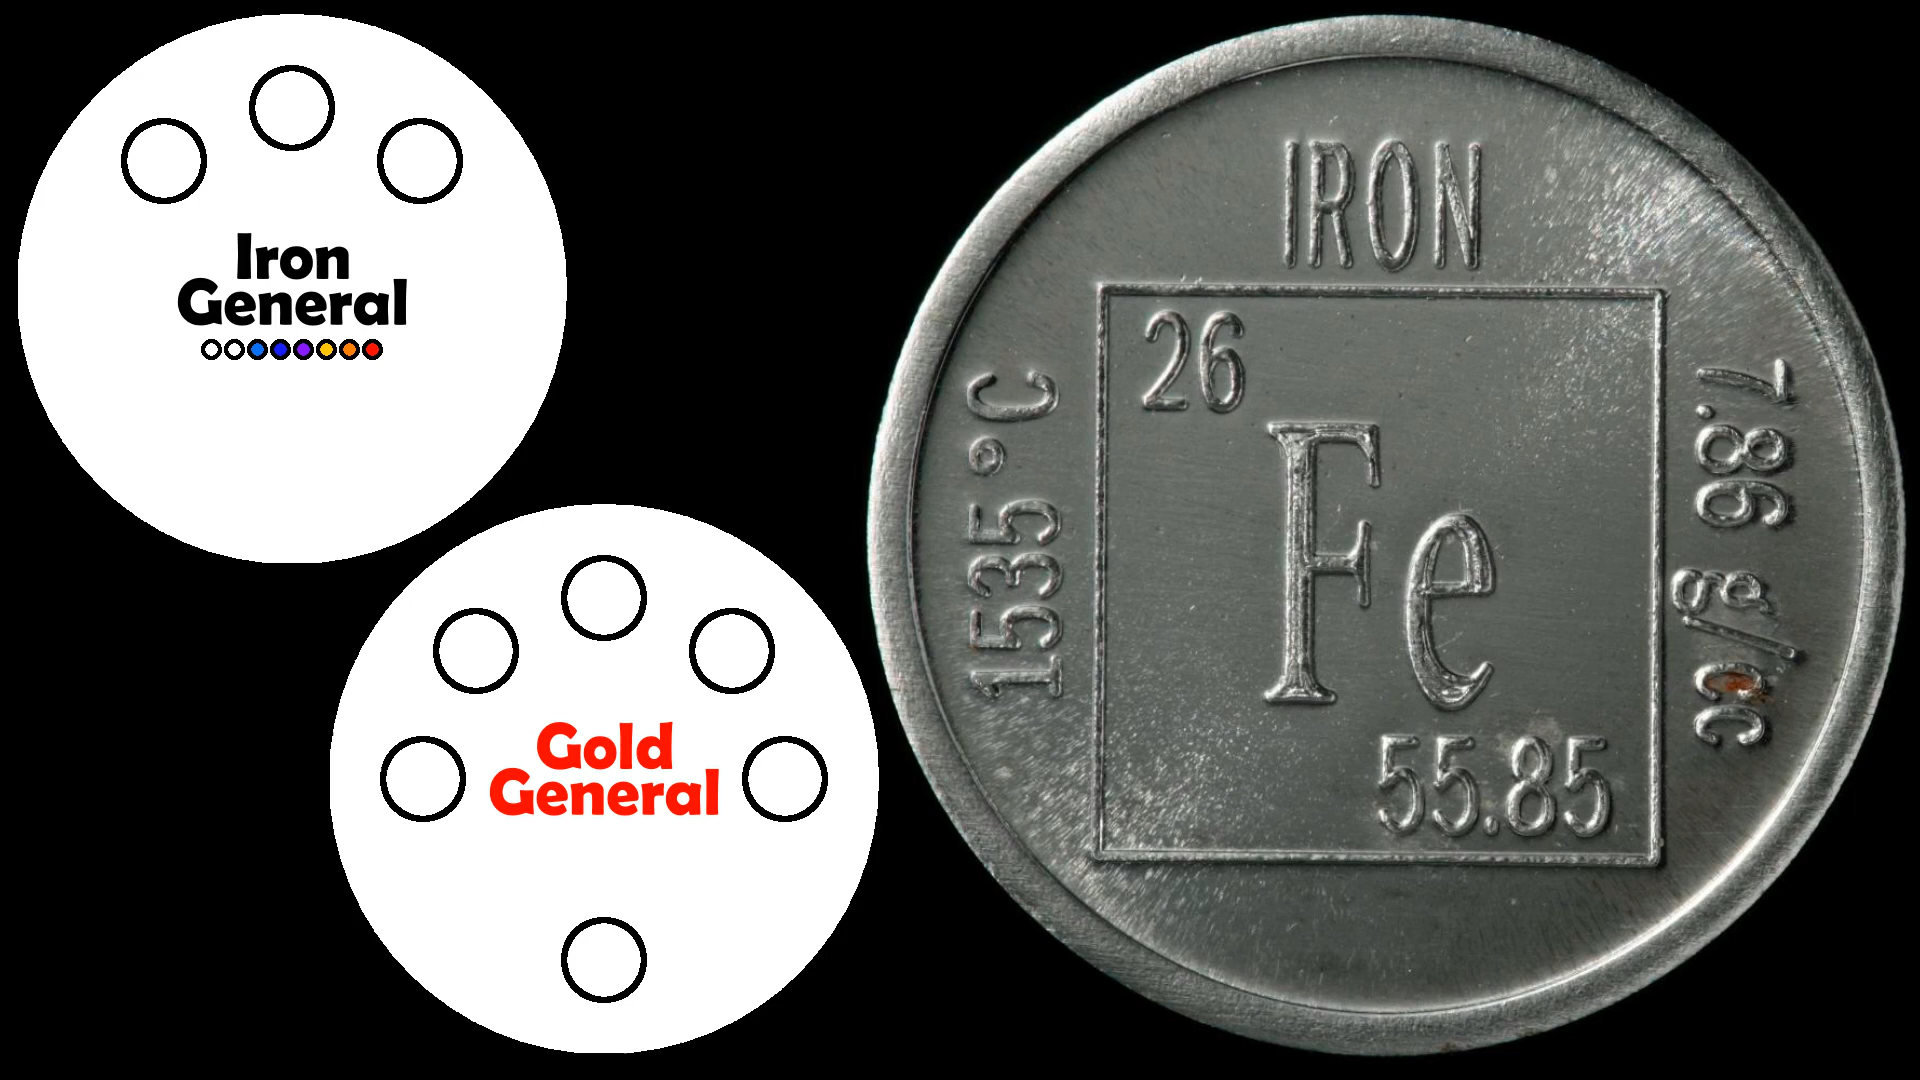 Iron
General
Gold
General
IRON
26
Fe
55.85
1535 °C
7.86 g/cc